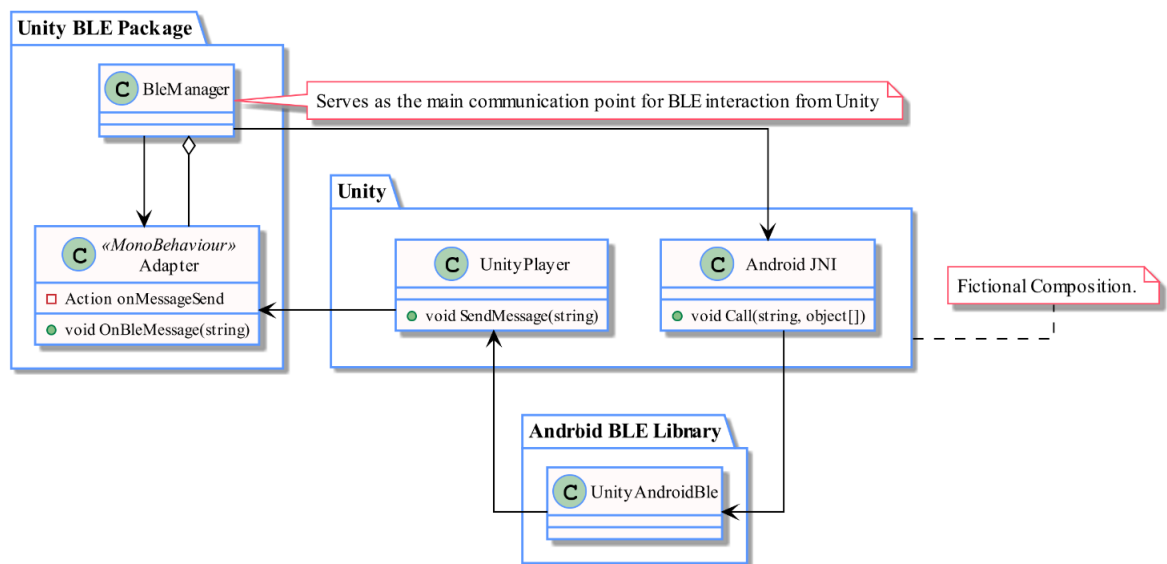 Unity BLE Package
C BleManager
Serves as the main communication point for BLE interaction from Unity
Unity
C «MonoBehaviour»
Adapter
Action onMessageSend
void OnBleMessage(string)
C UnityPlayer
void SendMessage(string)
C Android JNI
void Call(string, object[])
Fictional Composition.
Android BLE Library
C UnityAndroidBle